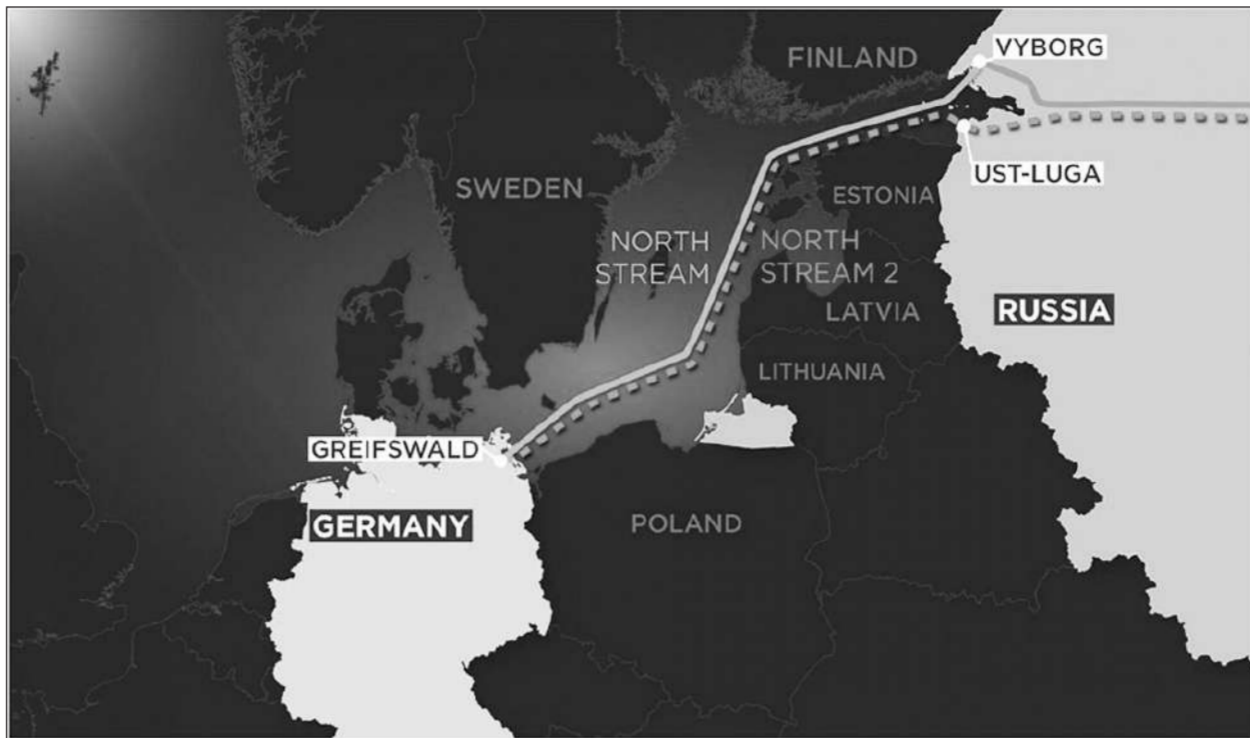 FINLAND
VYBORG
UST-LUGA
SWEDEN
ESTONIA
NORTH
STREAM
NORTH
STREAM 2
LATVIA
RUSSIA
LITHUANIA
GREIFSWALD
GERMANY
POLAND